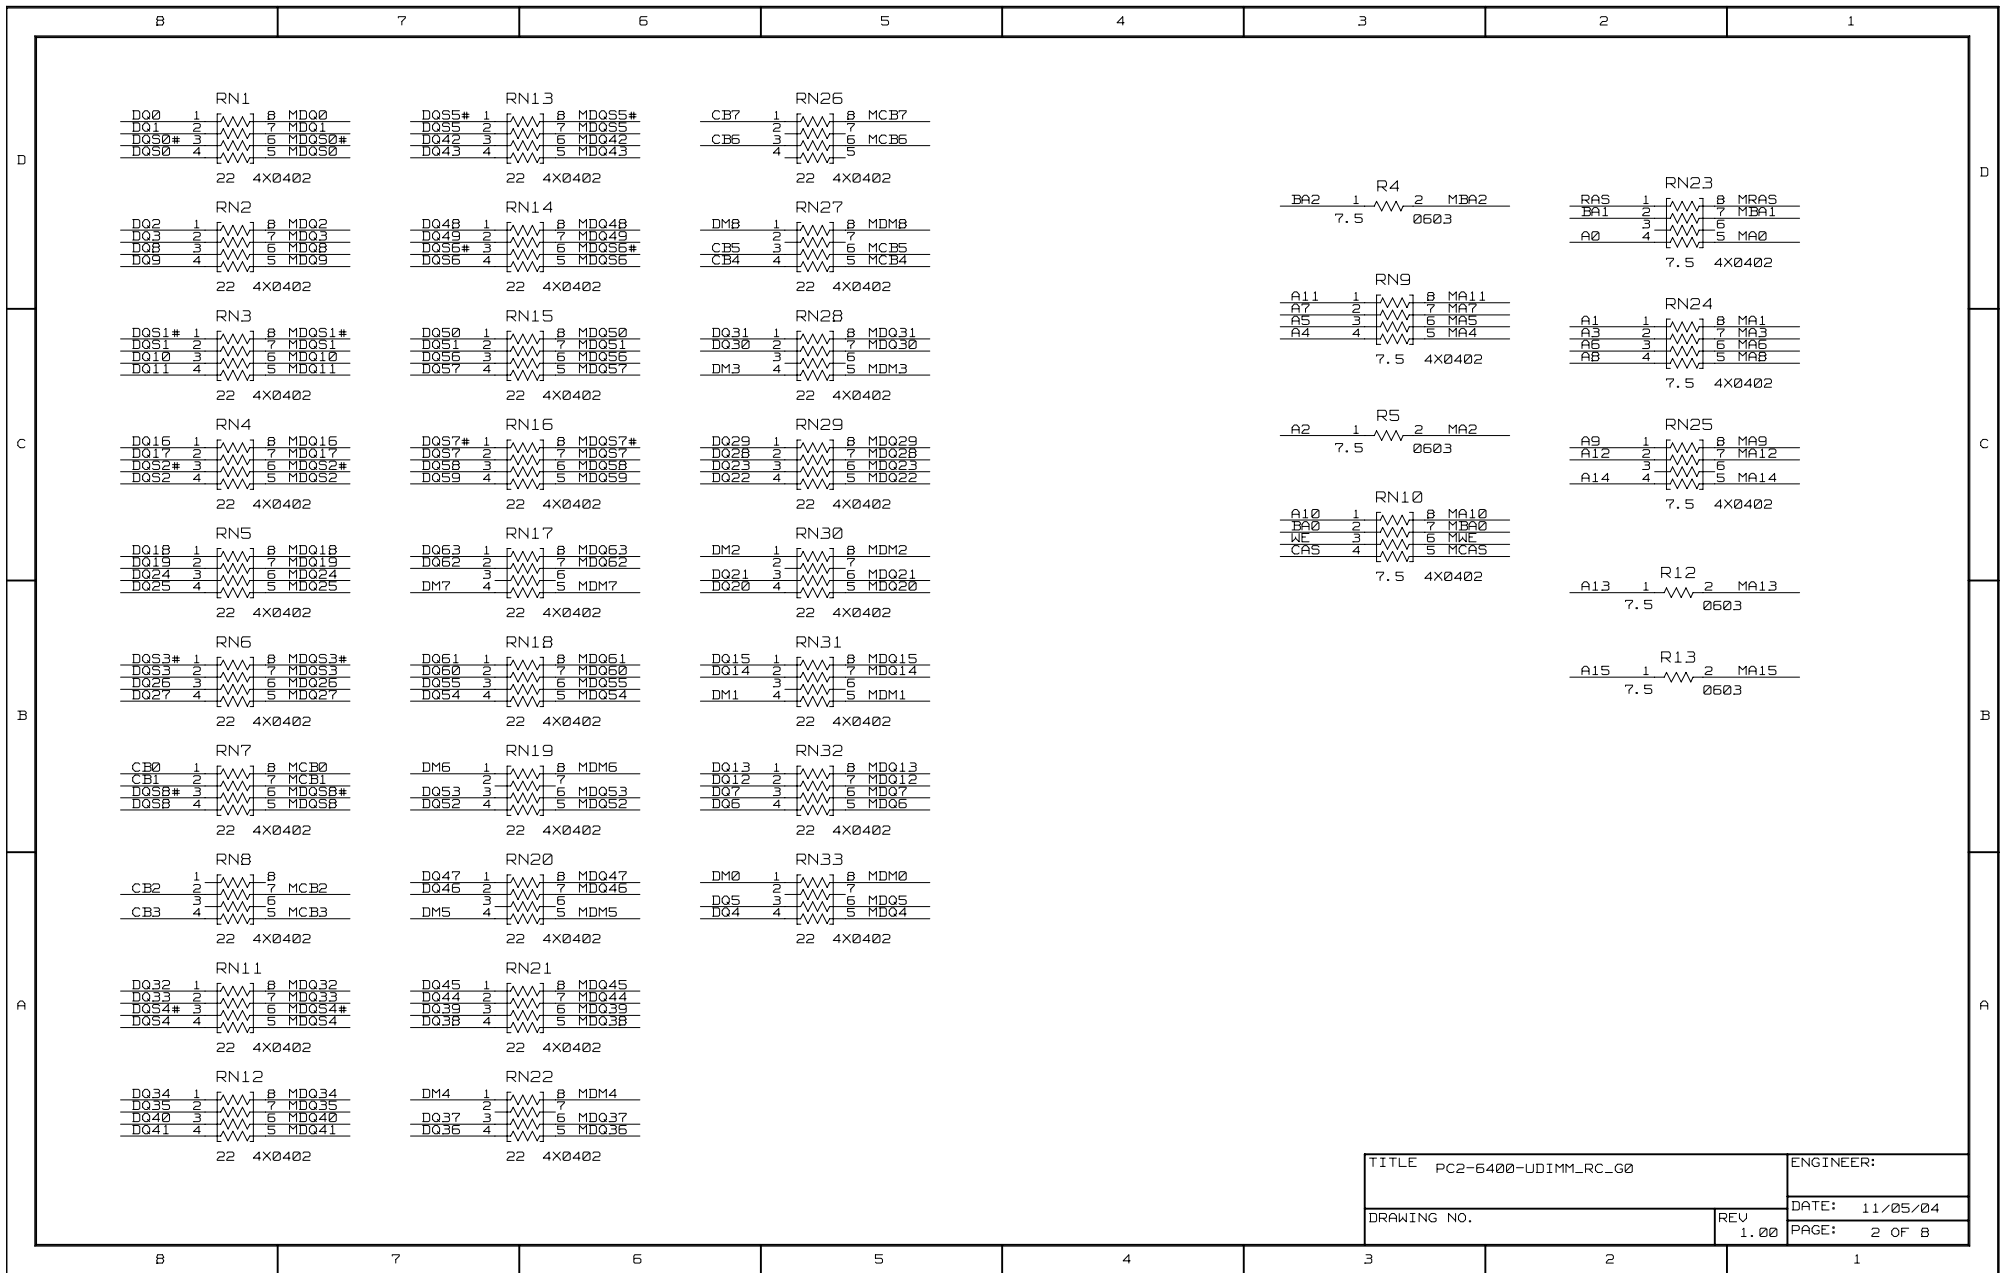 8 7 6 5 4 3 2 1
D D
C C
B B
A A
RN1
DQ0 1 8 MDQ0
DQ1 2 7 MDQ1
DQS0# 3 6 MDQS0#
DQS0 4 5 MDQS0
22 4X0402
RN2
DQ2 1 8 MDQ2
DQ3 2 7 MDQ3
DQ8 3 6 MDQ8
DQ9 4 5 MDQ9
22 4X0402
RN3
DQS1# 1 8 MDQS1#
DQS1 2 7 MDQS1
DQ10 3 6 MDQ10
DQ11 4 5 MDQ11
22 4X0402
RN4
DQ16 1 8 MDQ16
DQ17 2 7 MDQ17
DQS2# 3 6 MDQS2#
DQS2 4 5 MDQS2
22 4X0402
RN5
DQ18 1 8 MDQ18
DQ19 2 7 MDQ19
DQ24 3 6 MDQ24
DQ25 4 5 MDQ25
22 4X0402
RN6
DQS3# 1 8 MDQS3#
DQS3 2 7 MDQS3
DQ26 3 6 MDQ26
DQ27 4 5 MDQ27
22 4X0402
RN7
CB0 1 8 MCB0
CB1 2 7 MCB1
DQS8# 3 6 MDQS8#
DQS8 4 5 MDQS8
22 4X0402
RN8
1 8
CB2 2 7 MCB2
3 6
CB3 4 5 MCB3
22 4X0402
RN11
DQ32 1 8 MDQ32
DQ33 2 7 MDQ33
DQS4# 3 6 MDQS4#
DQS4 4 5 MDQS4
22 4X0402
RN12
DQ34 1 8 MDQ34
DQ35 2 7 MDQ35
DQ40 3 6 MDQ40
DQ41 4 5 MDQ41
22 4X0402
RN13
DQS5# 1 8 MDQS5#
DQS5 2 7 MDQS5
DQ42 3 6 MDQ42
DQ43 4 5 MDQ43
22 4X0402
RN14
DQ48 1 8 MDQ48
DQ49 2 7 MDQ49
DQS6# 3 6 MDQS6#
DQS6 4 5 MDQS6
22 4X0402
RN15
DQ50 1 8 MDQ50
DQ51 2 7 MDQ51
DQ56 3 6 MDQ56
DQ57 4 5 MDQ57
22 4X0402
RN16
DQS7# 1 8 MDQS7#
DQS7 2 7 MDQS7
DQ58 3 6 MDQ58
DQ59 4 5 MDQ59
22 4X0402
RN17
DQ63 1 8 MDQ63
DQ62 2 7 MDQ62
3 6
DM7 4 5 MDM7
22 4X0402
RN18
DQ61 1 8 MDQ61
DQ60 2 7 MDQ60
DQ55 3 6 MDQ55
DQ54 4 5 MDQ54
22 4X0402
RN19
DM6 1 8 MDM6
2 7
DQ53 3 6 MDQ53
DQ52 4 5 MDQ52
22 4X0402
RN20
DQ47 1 8 MDQ47
DQ46 2 7 MDQ46
3 6
DM5 4 5 MDM5
22 4X0402
RN21
DQ45 1 8 MDQ45
DQ44 2 7 MDQ44
DQ39 3 6 MDQ39
DQ38 4 5 MDQ38
22 4X0402
RN22
DM4 1 8 MDM4
2 7
DQ37 3 6 MDQ37
DQ36 4 5 MDQ36
22 4X0402
RN26
CB7 1 8 MCB7
2 7
CB6 3 6 MCB6
4 5
22 4X0402
RN27
DM8 1 8 MDM8
2 7
CB5 3 6 MCB5
CB4 4 5 MCB4
22 4X0402
RN28
DQ31 1 8 MDQ31
DQ30 2 7 MDQ30
3 6
DM3 4 5 MDM3
22 4X0402
RN29
DQ29 1 8 MDQ29
DQ28 2 7 MDQ28
DQ23 3 6 MDQ23
DQ22 4 5 MDQ22
22 4X0402
RN30
DM2 1 8 MDM2
2 7
DQ21 3 6 MDQ21
DQ20 4 5 MDQ20
22 4X0402
RN31
DQ15 1 8 MDQ15
DQ14 2 7 MDQ14
3 6
DM1 4 5 MDM1
22 4X0402
RN32
DQ13 1 8 MDQ13
DQ12 2 7 MDQ12
DQ7 3 6 MDQ7
DQ6 4 5 MDQ6
22 4X0402
RN33
DM0 1 8 MDM0
2 7
DQ5 3 6 MDQ5
DQ4 4 5 MDQ4
22 4X0402
R4
BA2 1 2 MBA2
7.5 0603
RN9
A11 1 8 MA11
A7 2 7 MA7
A5 3 6 MA5
A4 4 5 MA4
7.5 4X0402
R5
A2 1 2 MA2
7.5 0603
RN10
A10 1 8 MA10
BA0 2 7 MBA0
WE 3 6 MWE
CAS 4 5 MCAS
7.5 4X0402
RN23
RAS 1 8 MRAS
BA1 2 7 MBA1
3 6
A0 4 5 MA0
7.5 4X0402
RN24
A1 1 8 MA1
A3 2 7 MA3
A6 3 6 MA6
A8 4 5 MA8
7.5 4X0402
RN25
A9 1 8 MA9
A12 2 7 MA12
3 6
A14 4 5 MA14
7.5 4X0402
R12
A13 1 2 MA13
7.5 0603
R13
A15 1 2 MA15
7.5 0603
TITLE PC2-6400-UDIMM_RC_G0
ENGINEER:
DATE: 11/05/04
DRAWING NO.
REV 1.00
PAGE: 2 OF 8
8 7 6 5 4 3 2 1